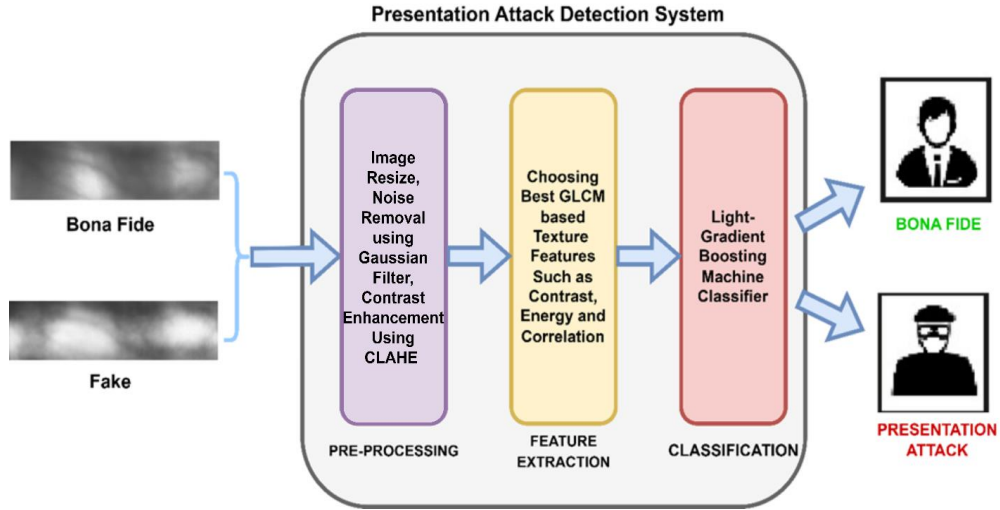 Presentation Attack Detection System
Bona Fide
Fake
Image
Resize,
Noise
Removal
using
Gaussian
Filter,
Contrast
Enhancement
Using
CLAHE
PRE-PROCESSING
Choosing
Best GLCM
based
Texture
Features
Such as
Contrast,
Energy and
Correlation
FEATURE
EXTRACTION
Light-
Gradient
Boosting
Machine
Classifier
CLASSIFICATION
BONA FIDE
PRESENTATION
ATTACK